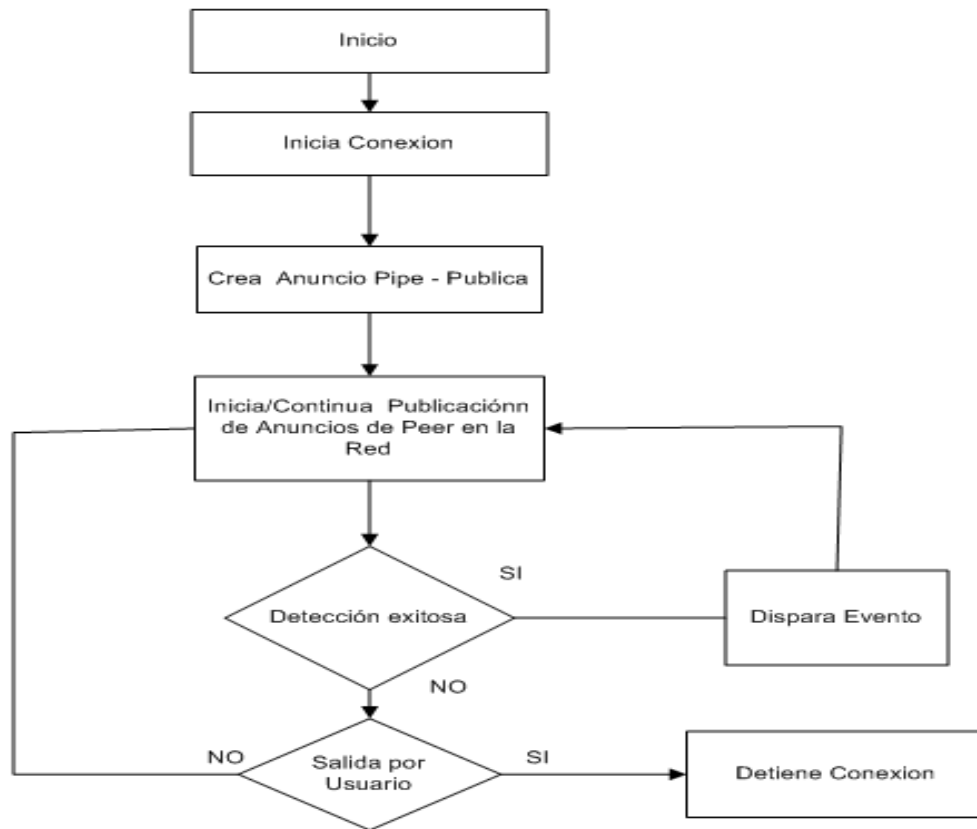 Inicio
Inicia Conexion
Crea Anuncio Pipe - Publica
Inicia/Continua Publicaciónn
de Anuncios de Peer en la
Red
SI
Detección exitosa
Dispara Evento
NO
NO
Salida por
Usuario
SI
Detiene Conexion